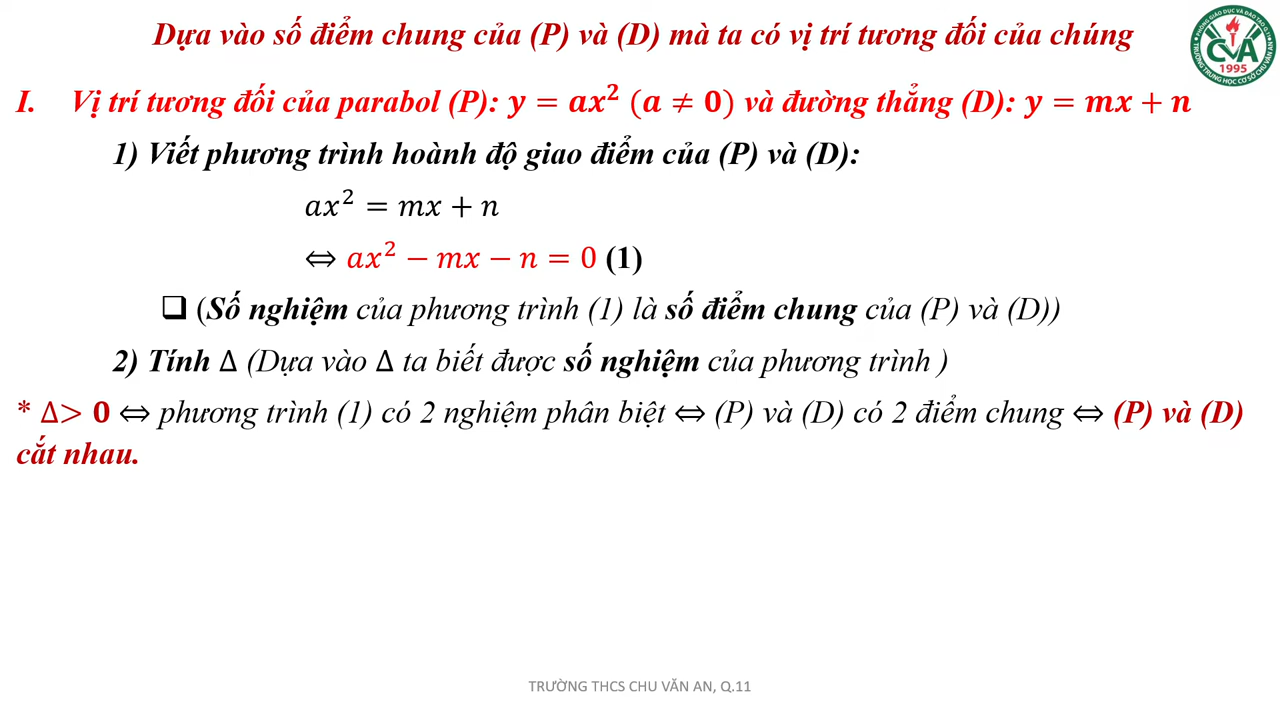 Dựa vào số điểm chung của (P) và (D) mà ta có vị trí tương đối của chúng
I. Vị trí tương đối của parabol (P): y = ax² (a ≠ 0) và đường thẳng (D): y = mx + n
1) Viết phương trình hoành độ giao điểm của (P) và (D):
ax² = mx + n
⇔ ax² − mx − n = 0 (1)
❑ (Số nghiệm của phương trình (1) là số điểm chung của (P) và (D))
2) Tính Δ (Dựa vào Δ ta biết được số nghiệm của phương trình )
* Δ> 0 ⇔ phương trình (1) có 2 nghiệm phân biệt ⇔ (P) và (D) có 2 điểm chung ⇔ (P) và (D)
cắt nhau.
TRƯỜNG THCS CHU VĂN AN, Q.11
CVA
1995